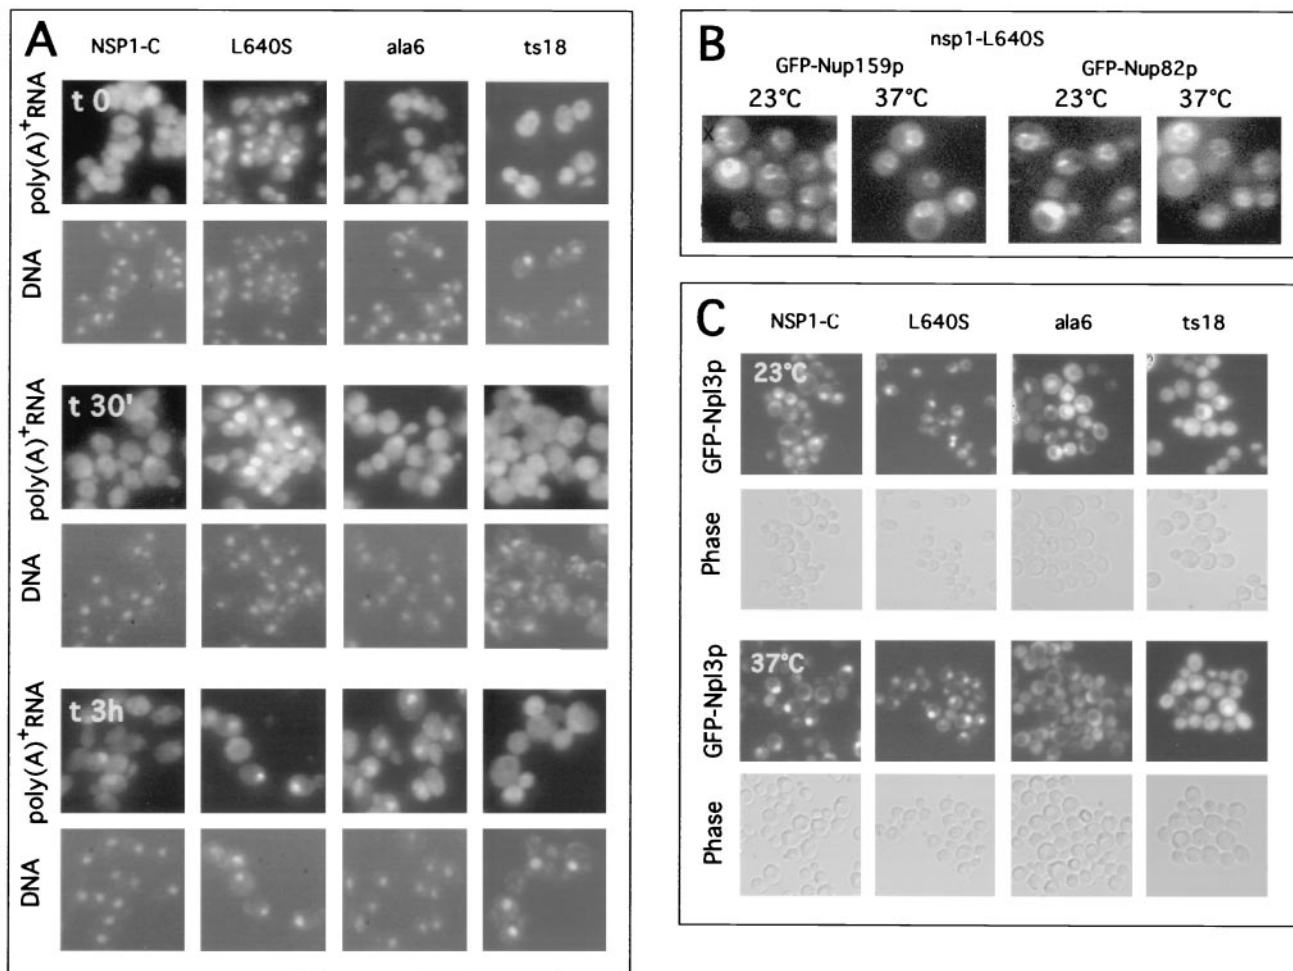 A
NSP1-C L640S ala6 ts18
poly(A)+RNA
t 0
DNA
poly(A)+RNA
t 30'
DNA
poly(A)+RNA
t 3h
DNA
B
nsp1-L640S
GFP-Nup159p GFP-Nup82p
23°C 37°C 23°C 37°C
X
C
NSP1-C L640S ala6 ts18
GFP-Npl3p
23°C
Phase
GFP-Npl3p
37°C
Phase